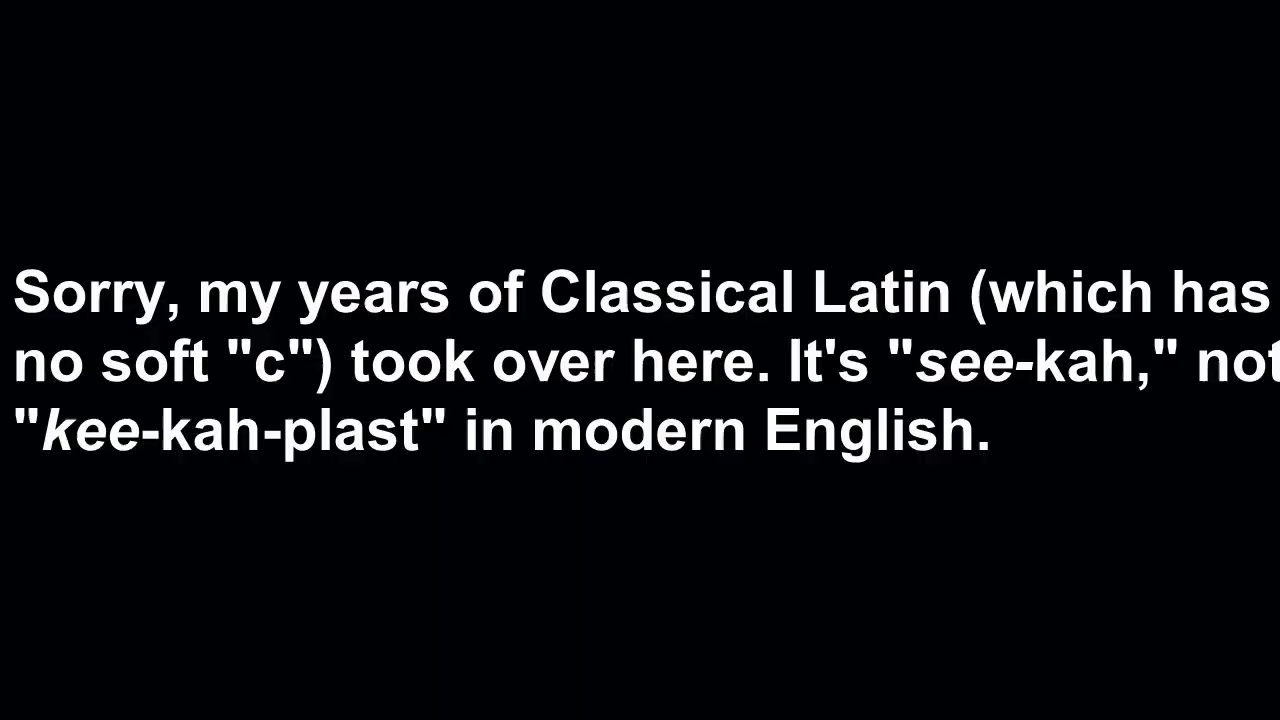 Sorry, my years of Classical Latin (which has
no soft "c") took over here. It's "see-kah," not
"kee-kah-plast" in modern English.